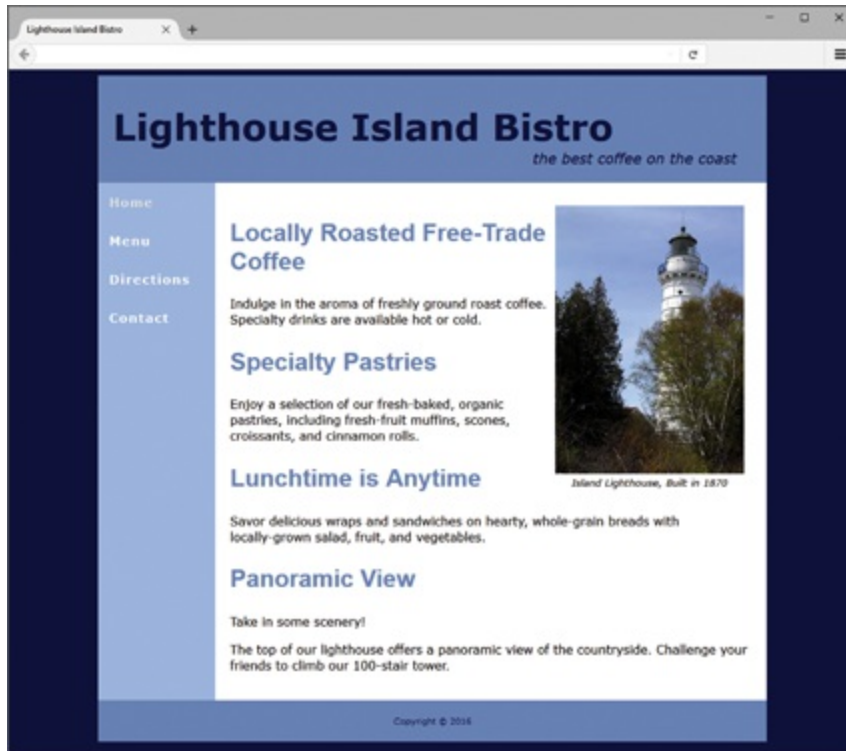 Lighthouse Island Bistro
Lighthouse Island Bistro
the best coffee on the coast
Home
Menu
Directions
Contact
Locally Roasted Free-Trade
Coffee
Indulge in the aroma of freshly ground roast coffee.
Specialty drinks are available hot or cold.
Specialty Pastries
Enjoy a selection of our fresh-baked, organic
pastries, including fresh-fruit muffins, scones,
croissants, and cinnamon rolls.
Island Lighthouse, Built in 1870
Lunchtime is Anytime
Savor delicious wraps and sandwiches on hearty, whole-grain breads with
locally-grown salad, fruit, and vegetables.
Panoramic View
Take in some scenery!
The top of our lighthouse offers a panoramic view of the countryside. Challenge your
friends to climb our 100-stair tower.
Copyright © 2016